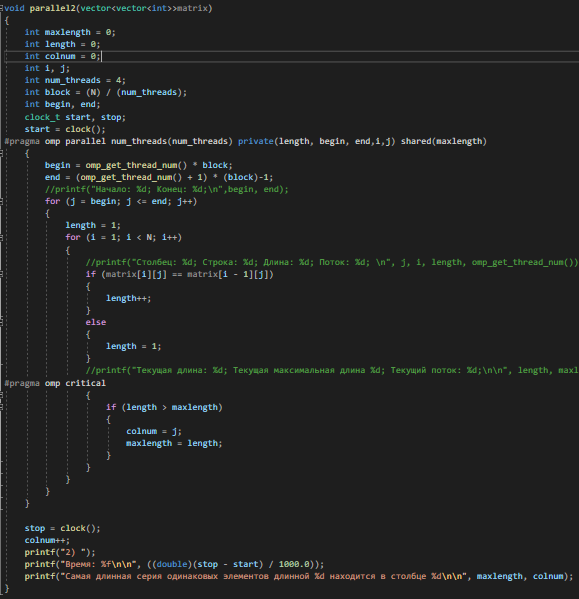 void parallel2(vector<vector<int>>matrix)
{
    int maxlength = 0;
    int length = 0;
    int colnum = 0;
    int i, j;
    int num_threads = 4;
    int block = (N) / (num_threads);
    int begin, end;
    clock_t start, stop;
    start = clock();
#pragma omp parallel num_threads(num_threads) private(length, begin, end,i,j) shared(maxlength)
    {
        begin = omp_get_thread_num() * block;
        end = (omp_get_thread_num() + 1) * (block)-1;
        //printf("Начало: %d; Конец: %d;\n",begin, end);
        for (j = begin; j <= end; j++)
        {
            length = 1;
            for (i = 1; i < N; i++)
            {
                //printf("Столбец: %d; Строка: %d; Длина: %d; Поток: %d; \n", j, i, length, omp_get_thread_num())
                if (matrix[i][j] == matrix[i - 1][j])
                {
                    length++;
                }
                else
                {
                    length = 1;
                }
                //printf("Текущая длина: %d; Текущая максимальная длина %d; Текущий поток: %d;\n\n", length, maxl
#pragma omp critical
                {
                    if (length > maxlength)
                    {
                        colnum = j;
                        maxlength = length;
                    }
                }
            }
        }
    }

    stop = clock();
    colnum++;
    printf("2) ");
    printf("Время: %f\n\n", ((double)(stop - start) / 1000.0));
    printf("Самая длинная серия одинаковых элементов длинной %d находится в столбце %d\n\n", maxlength, colnum);
}